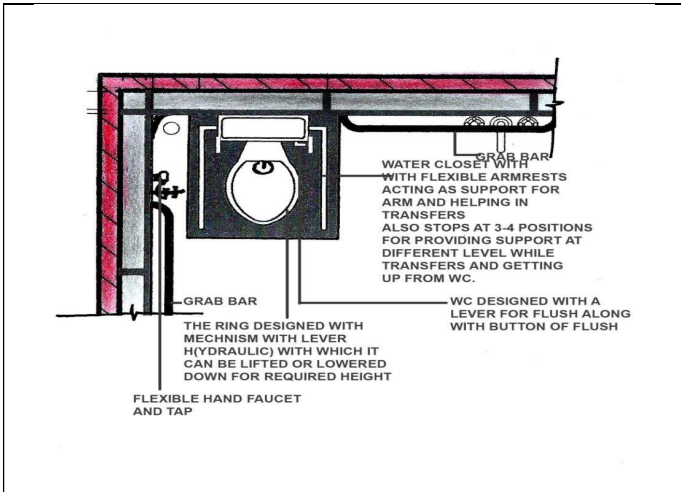 GRAB BAR
WATER CLOSET WITH
WITH FLEXIBLE ARMRESTS
ACTING AS SUPPORT FOR
ARM AND HELPING IN
TRANSFERS
ALSO STOPS AT 3-4 POSITIONS
FOR PROVIDING SUPPORT AT
DIFFERENT LEVEL WHILE
TRANSFERS AND GETTING
UP FROM WC.
GRAB BAR
WC DESIGNED WITH A
LEVER FOR FLUSH ALONG
WITH BUTTON OF FLUSH
THE RING DESIGNED WITH
MECHNISM WITH LEVER
H(YDRAULIC) WITH WHICH IT
CAN BE LIFTED OR LOWERED
DOWN FOR REQUIRED HEIGHT
FLEXIBLE HAND FAUCET
AND TAP